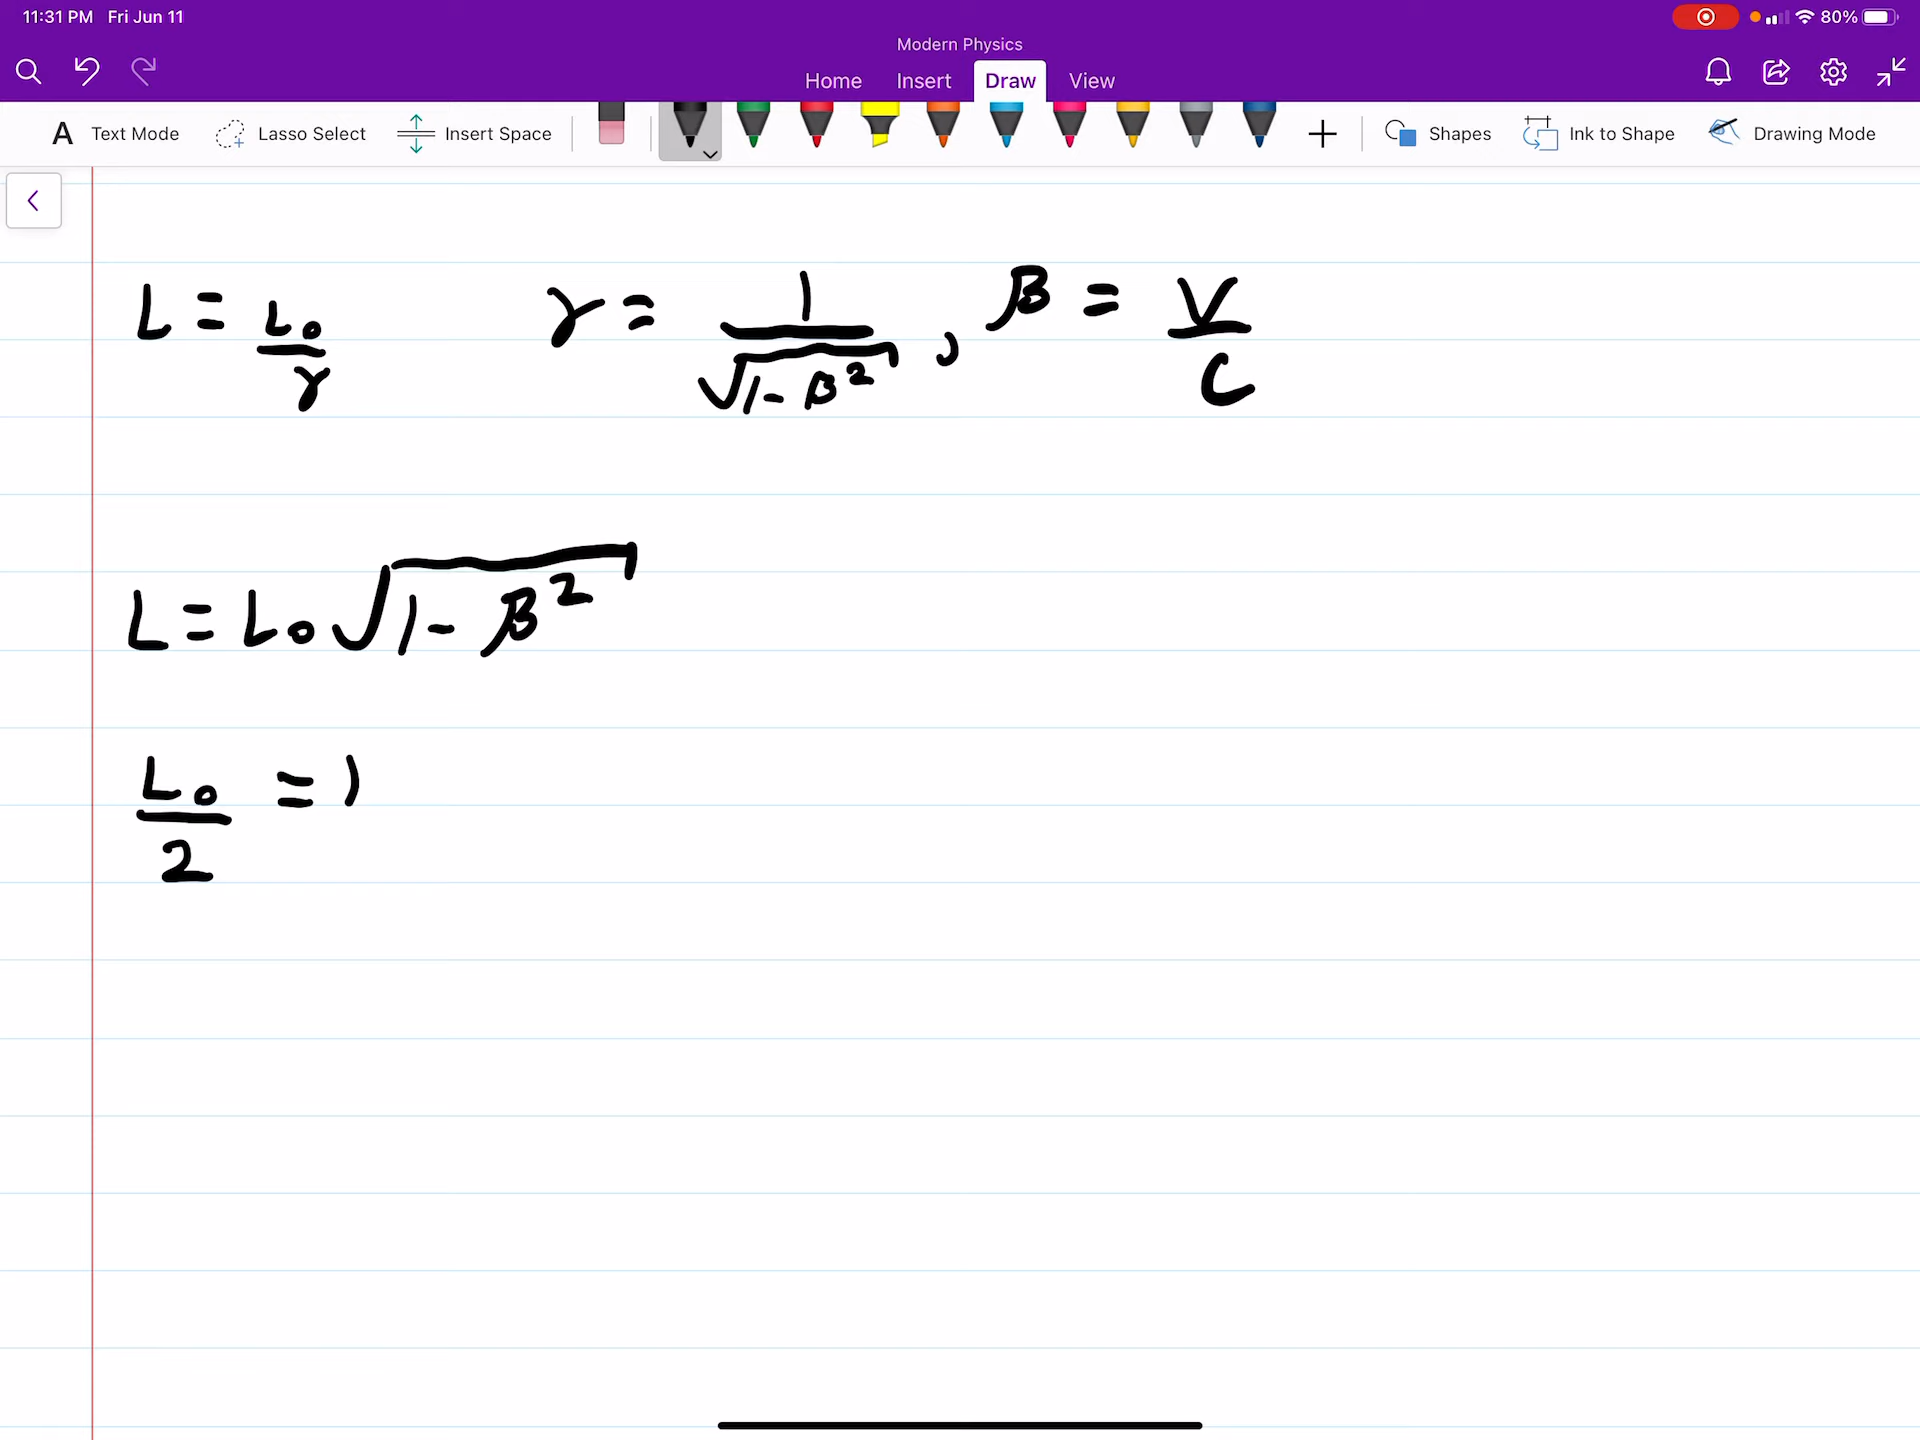 11:31 PM Fri Jun 11
80%
Modern Physics
Home Insert Draw View
A Text Mode Lasso Select Insert Space Shapes Ink to Shape Drawing Mode
L = L₀/γ γ = 1/√(1-β²) , β = V/C
L = L₀√(1-β²)
L₀/2 = )